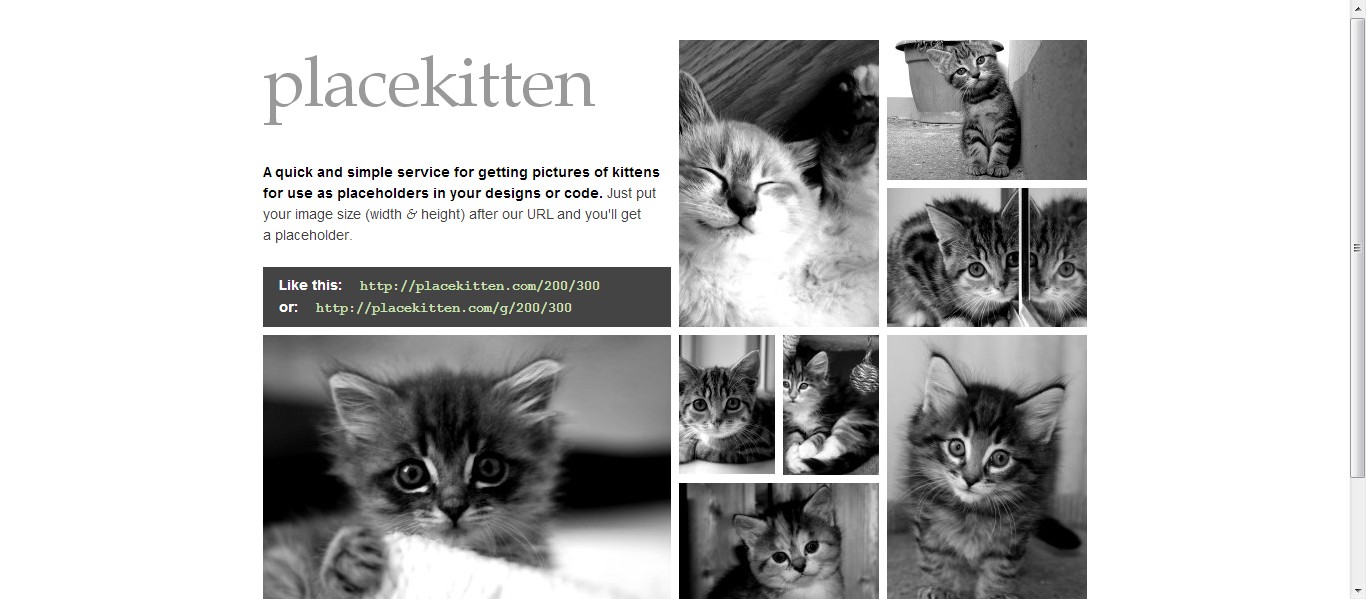 placekitten
A quick and simple service for getting pictures of kittens
for use as placeholders in your designs or code. Just put
your image size (width & height) after our URL and you'll get
a placeholder.
Like this: http://placekitten.com/200/300
or: http://placekitten.com/g/200/300